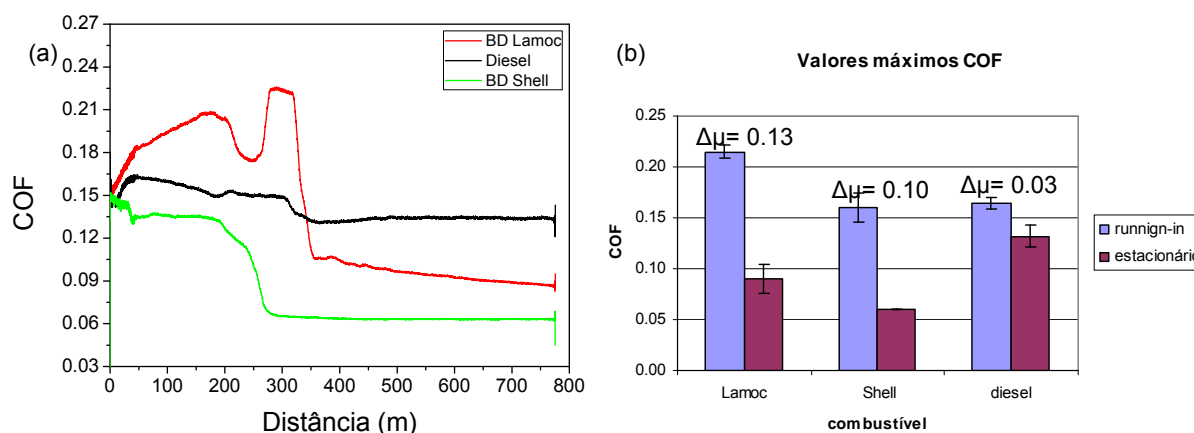 (a)
0.27
0.24
0.21
0.18
0.15
0.12
0.09
0.06
0.03
COF
BD Lamoc
Diesel
BD Shell
0 100 200 300 400 500 600 700 800
Distância (m)
(b)
Valores máximos COF
0.25
0.20
0.15
0.10
0.05
0.00
COF
Δμ= 0.13
Δμ= 0.10
Δμ= 0.03
Lamoc Shell diesel
combustível
runnign-in
estacionário